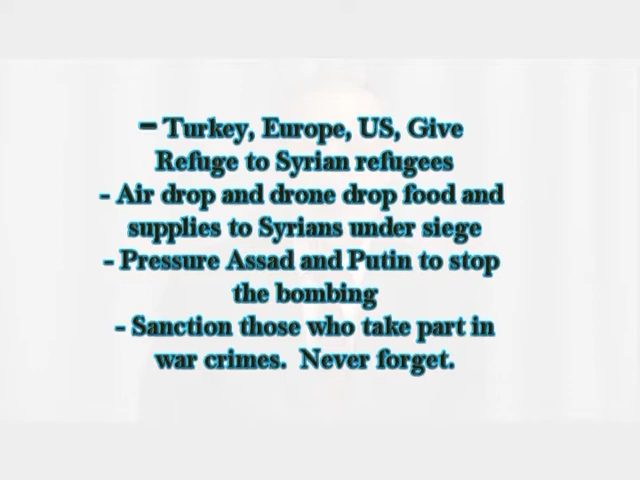 – Turkey, Europe, US, Give
Refuge to Syrian refugees
- Air drop and drone drop food and
supplies to Syrians under siege
- Pressure Assad and Putin to stop
the bombing
- Sanction those who take part in
war crimes.  Never forget.